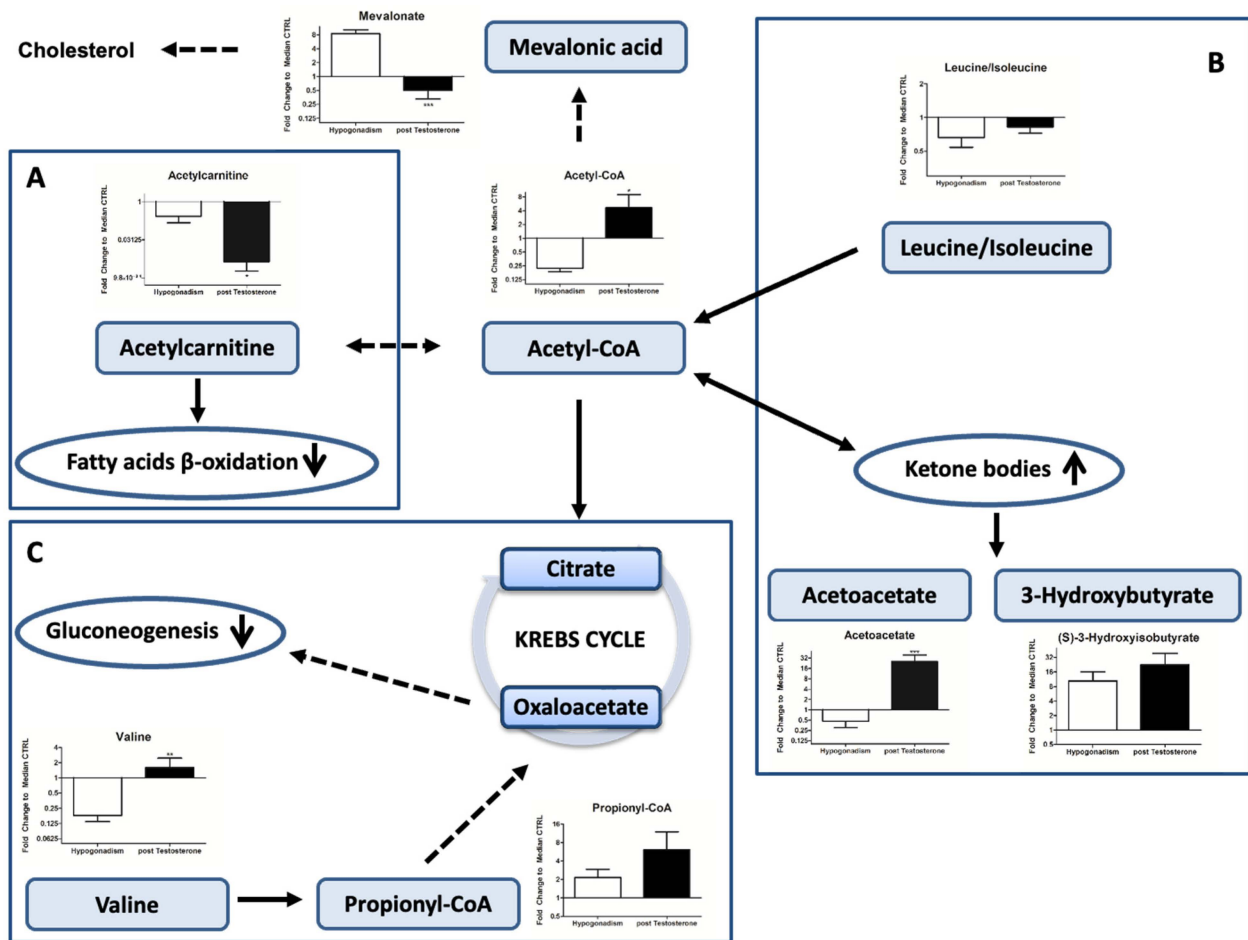 Mevalonate
Fold Change to Median CTRL
8
4
2
1
0.5
0.25
0.125
***
Hypogonadism post Testosterone
Cholesterol
Mevalonic acid
A
Acetylcarnitine
Fold Change to Median CTRL
1
0.03125
*
Hypogonadism post Testosterone
Acetylcarnitine
Fatty acids β-oxidation
Acetyl-CoA
Fold Change to Median CTRL
8
4
2
1
0.5
0.25
0.125
Hypogonadism post Testosterone
Acetyl-CoA
B
Leucine/Isoleucine
Fold Change to Median CTRL
1
0.5
Hypogonadism post Testosterone
Leucine/Isoleucine
Ketone bodies
Acetoacetate
3-Hydroxybutyrate
Acetoacetate
Fold Change to Median CTRL
32
16
8
4
2
1
0.5
0.25
0.125
***
Hypogonadism post Testosterone
(S)-3-Hydroxyisobutyrate
Fold Change to Median CTRL
32
16
8
4
2
1
0.5
Hypogonadism post Testosterone
C
Citrate
KREBS CYCLE
Oxaloacetate
Gluconeogenesis
Valine
Fold Change to Median CTRL
4
2
1
0.5
0.25
0.125
0.0625
**
Hypogonadism post Testosterone
Valine
Propionyl-CoA
Propionyl-CoA
Fold Change to Median CTRL
16
8
4
2
1
0.5
Hypogonadism post Testosterone